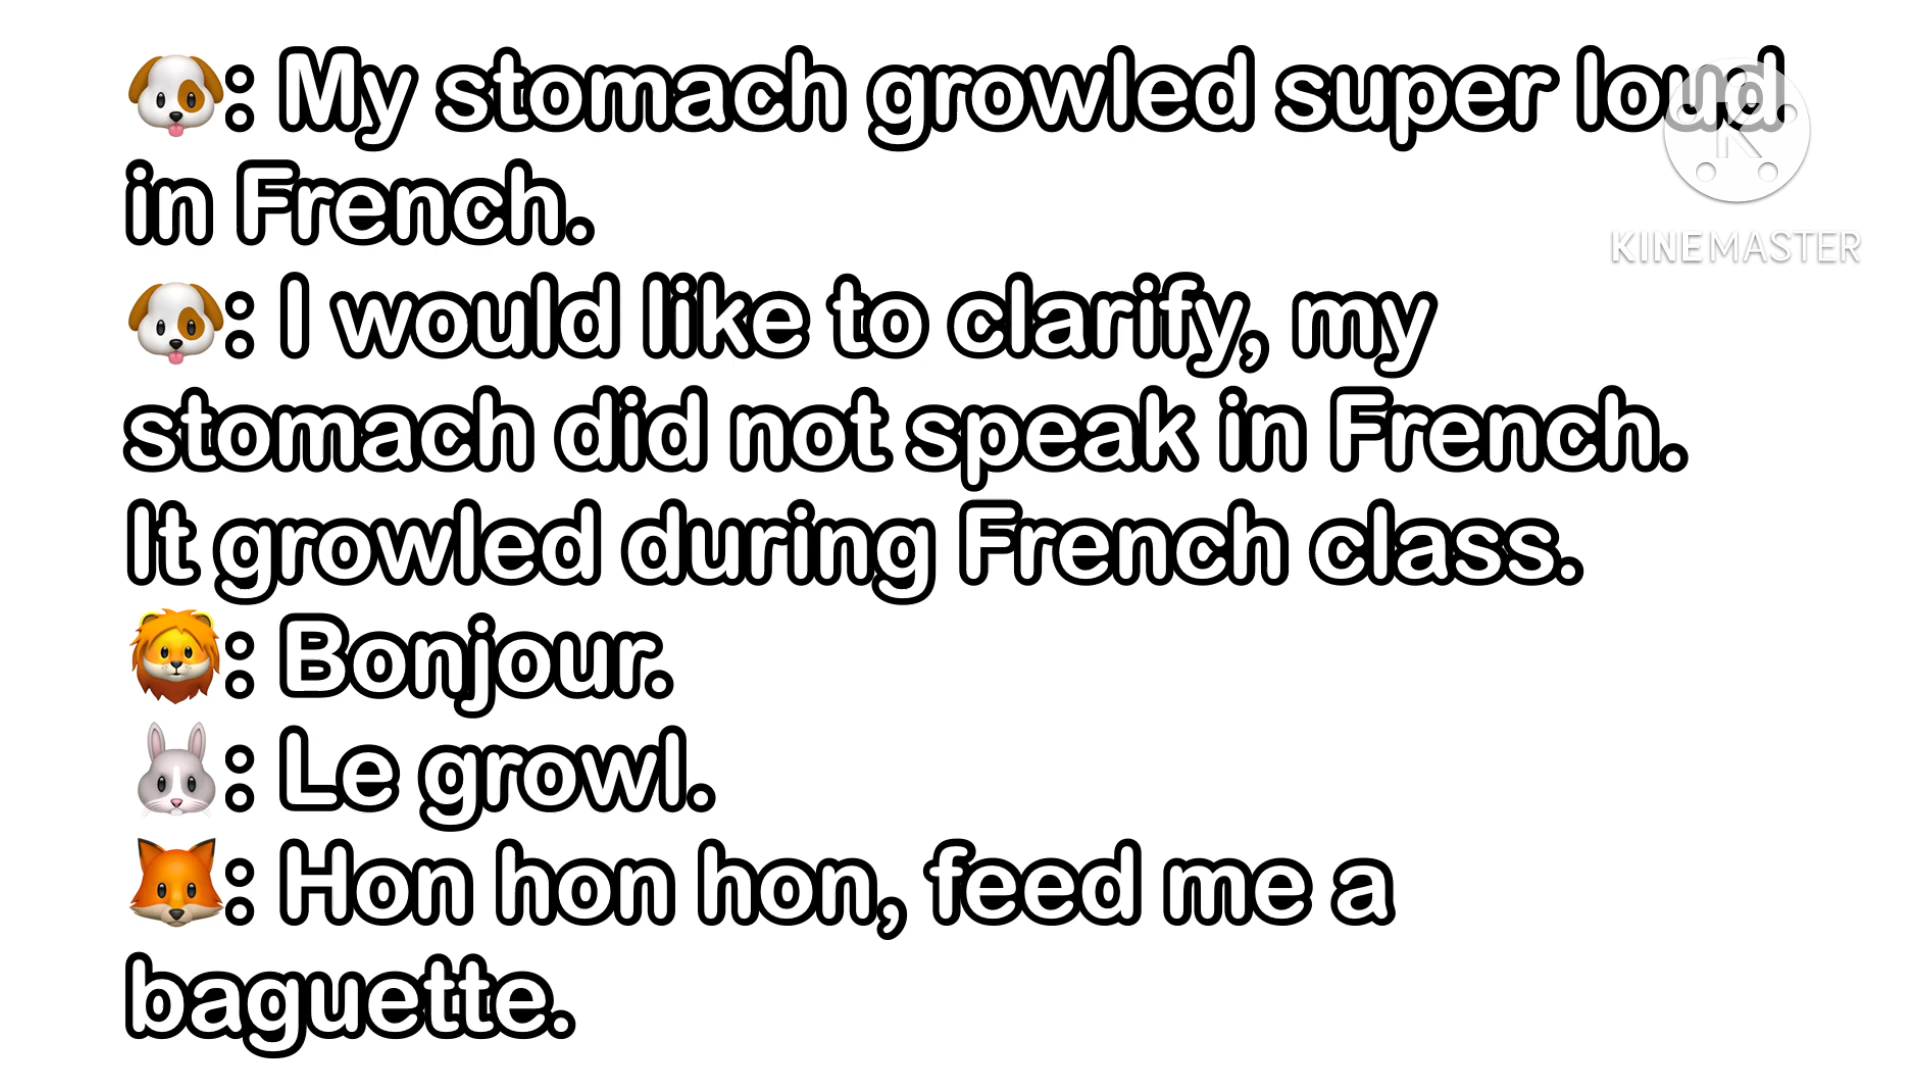 🐶: My stomach growled super loud
in French.
🐶: I would like to clarify, my
stomach did not speak in French.
It growled during French class.
🦁: Bonjour.
🐰: Le growl.
🦊: Hon hon hon, feed me a
baguette.
K
KINEMASTER